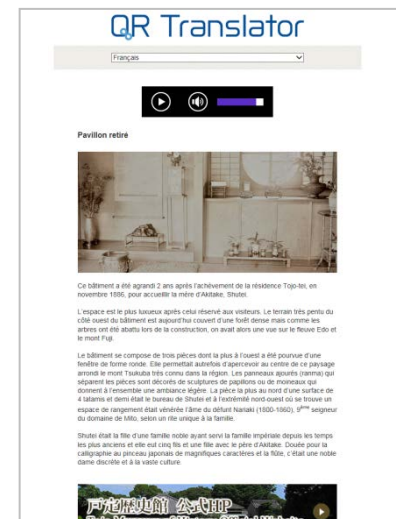 QR Translator
Français
Pavillon retiré
Ce bâtiment a été agrandi 2 ans après l'achèvement de la résidence Tojo-tei, en
novembre 1886, pour accueillir la mère d'Akitake, Shutei.
L'espace est le plus luxueux après celui réservé aux visiteurs. Le terrain très pentu du
côté ouest du bâtiment est aujourd'hui couvert d'une forêt dense mais comme les
arbres ont été abattu lors de la construction, on avait alors une vue sur le fleuve Edo et
le mont Fuji.
Le bâtiment se compose de trois pièces dont la plus à l'ouest a été pourvue d'une
fenêtre de forme ronde. Elle permettait autrefois d'apercevoir au centre de ce paysage
arrondi le mont Tsukuba très connu dans la région. Les panneaux ajourés (ranma) qui
séparent les pièces sont décorés de sculptures de papillons ou de moineaux qui
donnent à l'ensemble une ambiance légère. La pièce la plus au nord d'une surface de
4 tatamis et demi était le bureau de Shutei et à l'extrémité nord-ouest où se trouve un
espace de rangement était vénérée l'âme du défunt Nariaki (1800-1860), 9ème seigneur
du domaine de Mito, selon un rite unique à la famille.
Shutei était la fille d'une famille noble ayant servi la famille impériale depuis les temps
les plus anciens et elle eut cinq fils et une fille avec le père d'Akitake. Douée pour la
calligraphie au pinceau japonais de magnifiques caractères et la flûte, c'était une noble
dame discrète et à la vaste culture.
戸定歴史館 公式HP